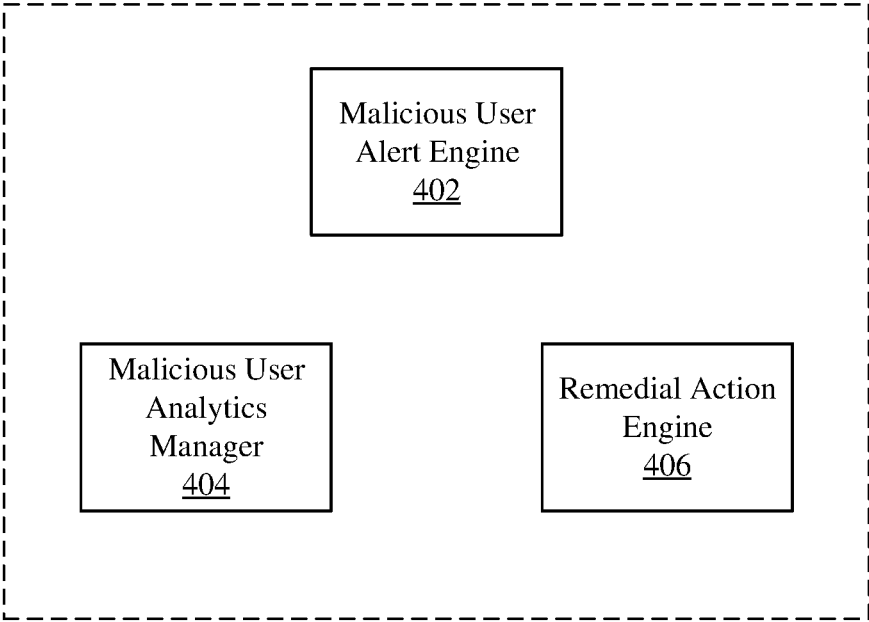 Malicious User
Alert Engine
402
Malicious User
Analytics
Manager
404
Remedial Action
Engine
406